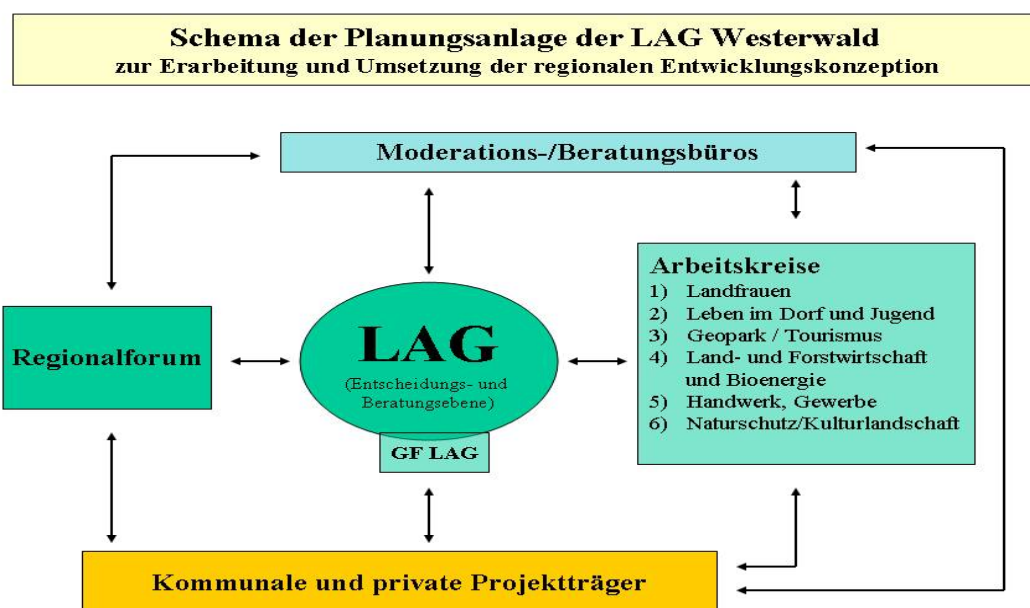 Schema der Planungsanlage der LAG Westerwald
zur Erarbeitung und Umsetzung der regionalen Entwicklungskonzeption
Moderations-/Beratungsbüros
Regionalforum
LAG
(Entscheidungs- und
Beratungsebene)
GF LAG
Arbeitskreise
1) Landfrauen
2) Leben im Dorf und Jugend
3) Geopark / Tourismus
4) Land- und Forstwirtschaft
und Bioenergie
5) Handwerk, Gewerbe
6) Naturschutz/Kulturlandschaft
Kommunale und private Projektträger